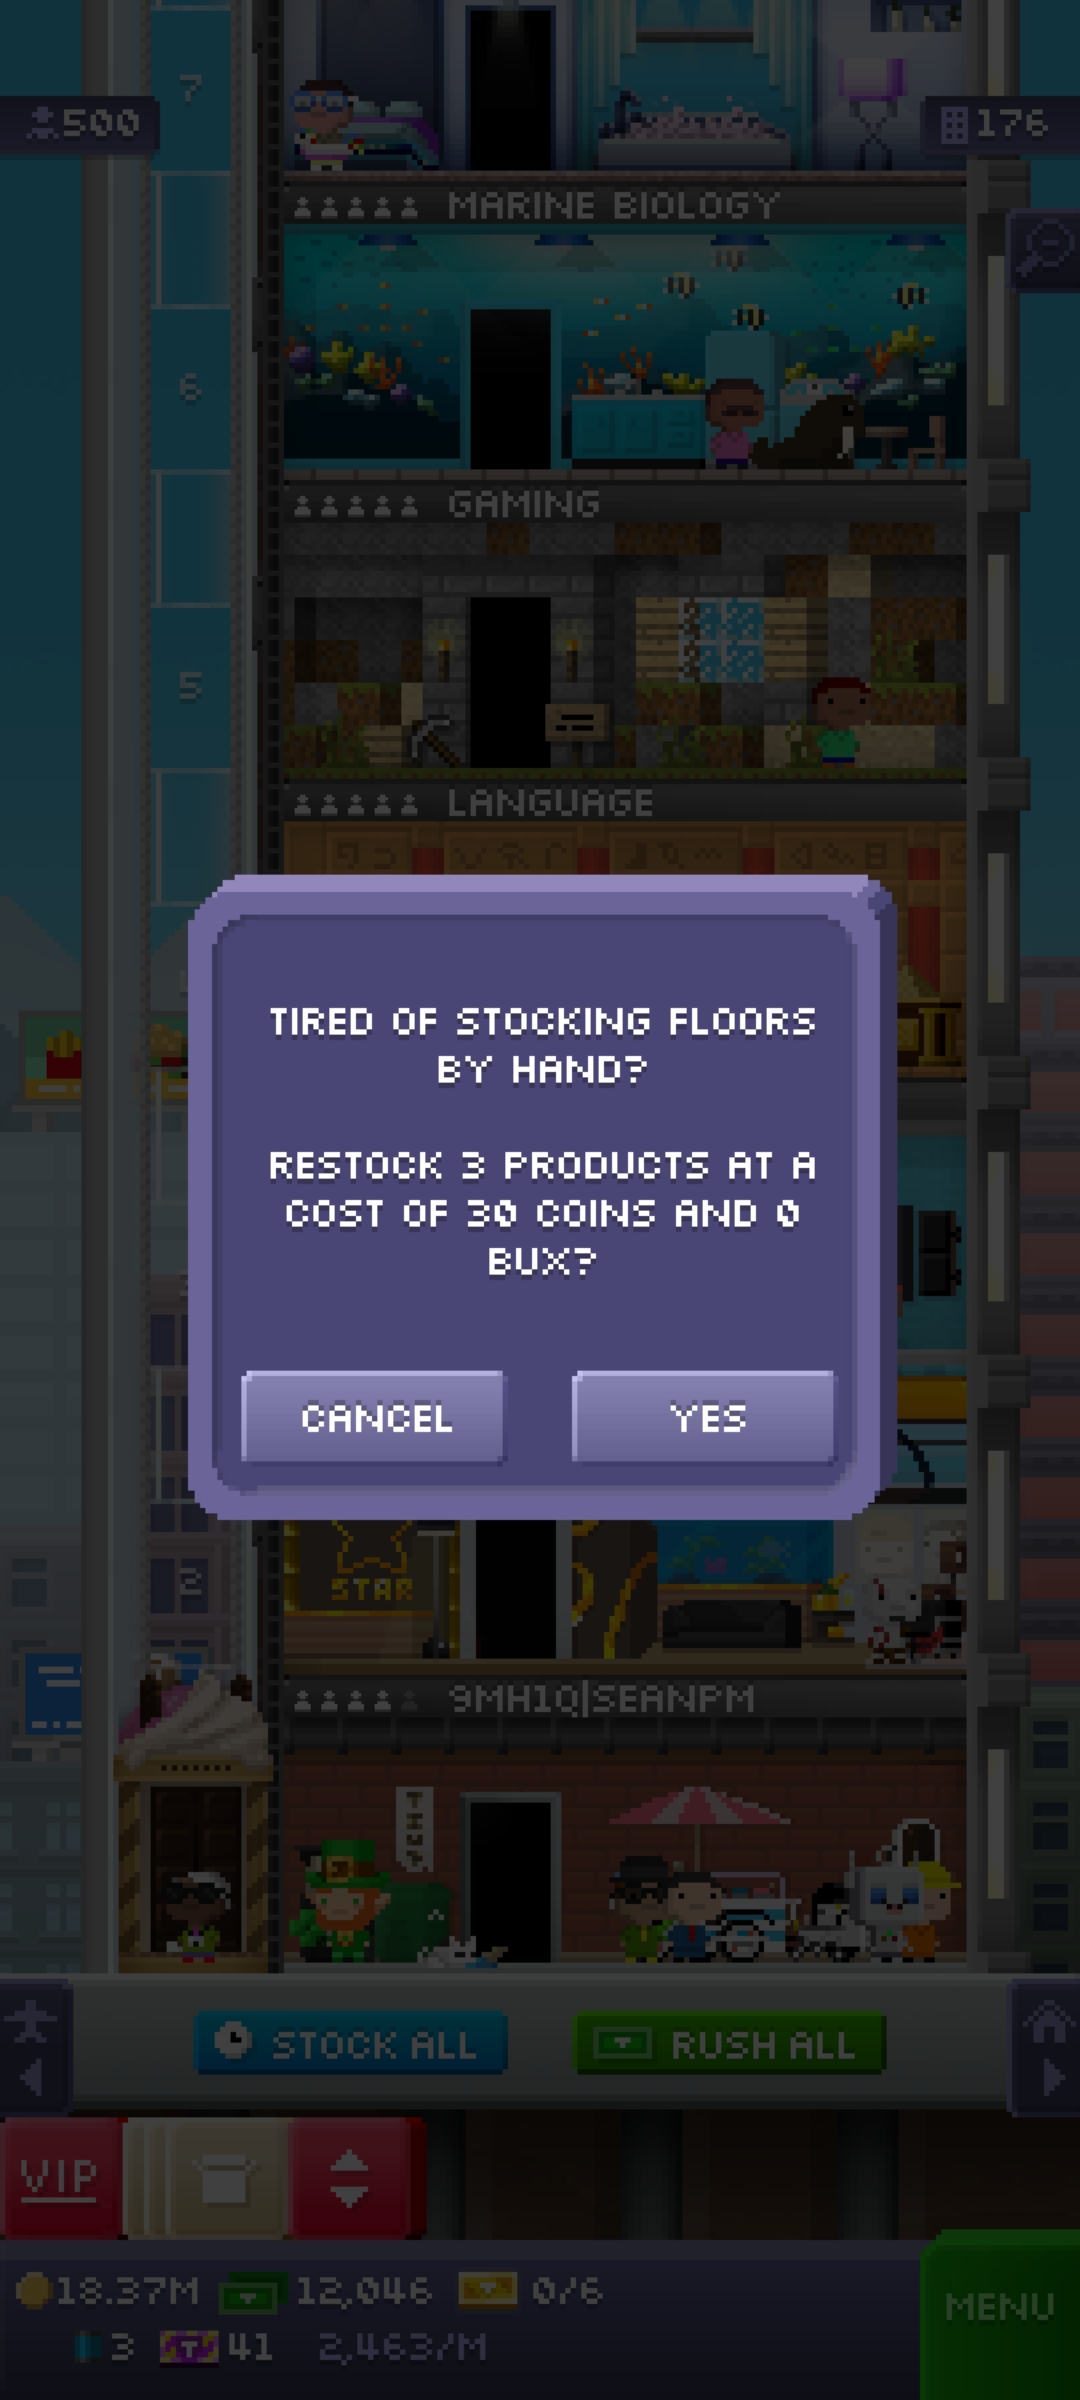 7
500
176
MARINE BIOLOGY
6
GAMING
5
LANGUAGE
TIRED OF STOCKING FLOORS
BY HAND?
RESTOCK 3 PRODUCTS AT A
COST OF 30 COINS AND 0
BUX?
CANCEL
YES
2
STAR
9MH1Q|SEANPM
STOCK ALL
RUSH ALL
VIP
18.37M
12,046
0/6
MENU
3
41
2,463/M